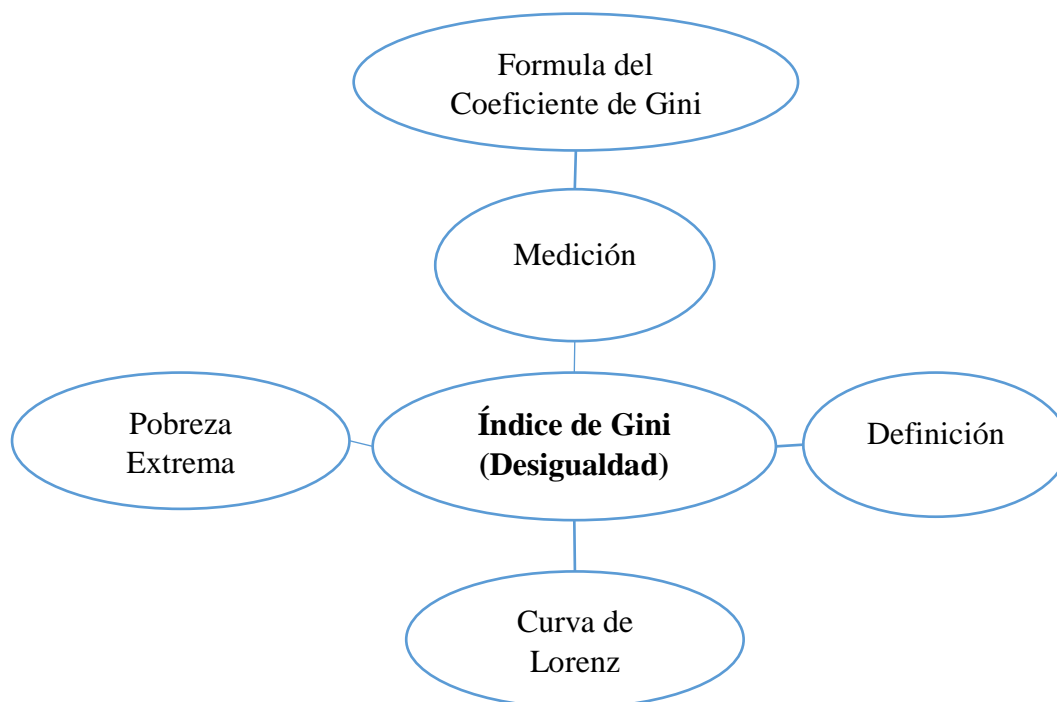 Formula del
Coeficiente de Gini
Medición
Pobreza
Extrema
Índice de Gini
(Desigualdad)
Definición
Curva de
Lorenz